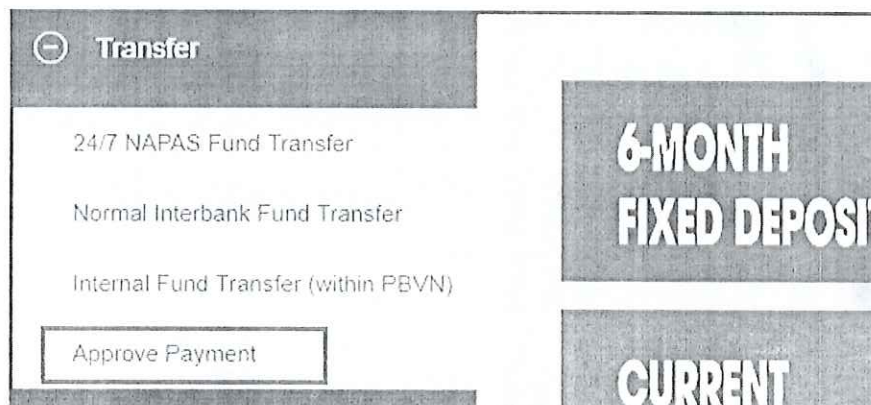 Transfer
24/7 NAPAS Fund Transfer
Normal Interbank Fund Transfer
Internal Fund Transfer (within PBVN)
Approve Payment
6-MONTH
FIXED DEPOSIT
CURRENT